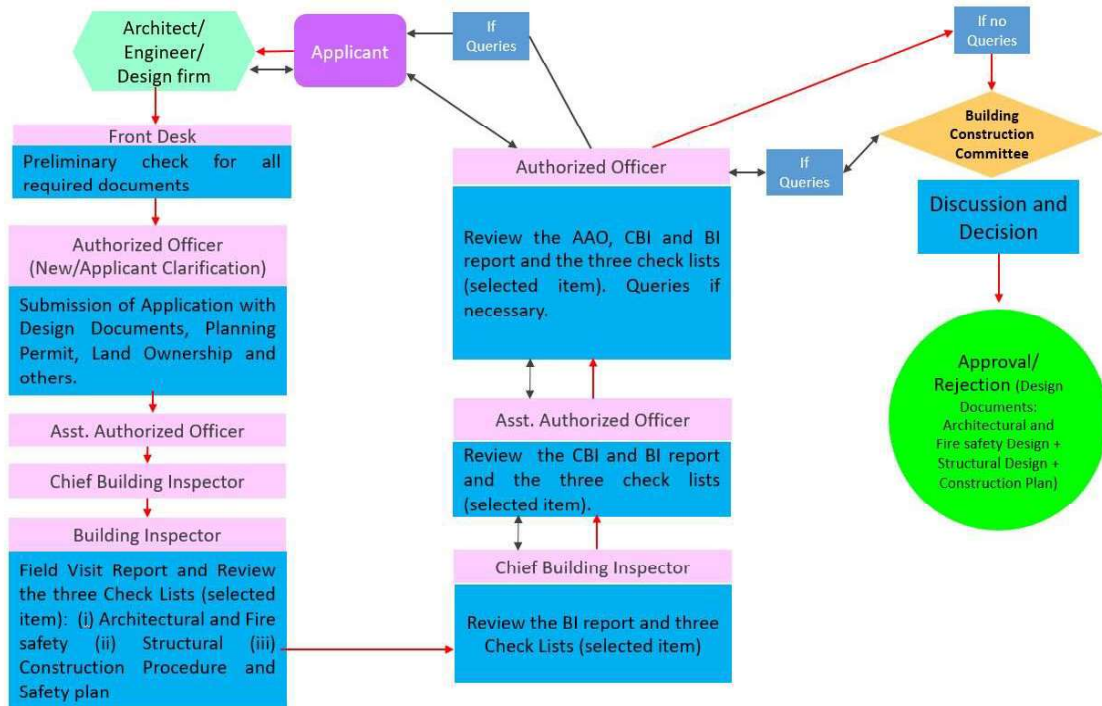 Architect/
Engineer/
Design firm
Applicant
If
Queries
If no
Queries
Front Desk
Preliminary check for all
required documents
Authorized Officer
(New/Applicant Clarification)
Submission of Application with
Design Documents, Planning
Permit, Land Ownership and
others.
Asst. Authorized Officer
Chief Building Inspector
Building Inspector
Field Visit Report and Review
the three Check Lists (selected
item): (i) Architectural and Fire
safety (ii) Structural (iii)
Construction Procedure and
Safety plan
Authorized Officer
Review the AAO, CBI and BI
report and the three check lists
(selected item). Queries if
necessary.
Asst. Authorized Officer
Review the CBI and BI report
and the three check lists
(selected item).
Chief Building Inspector
Review the BI report and three
Check Lists (selected item)
If
Queries
Building
Construction
Committee
Discussion and
Decision
Approval/
Rejection (Design
Documents:
Architectural and
Fire safety Design +
Structural Design +
Construction Plan)